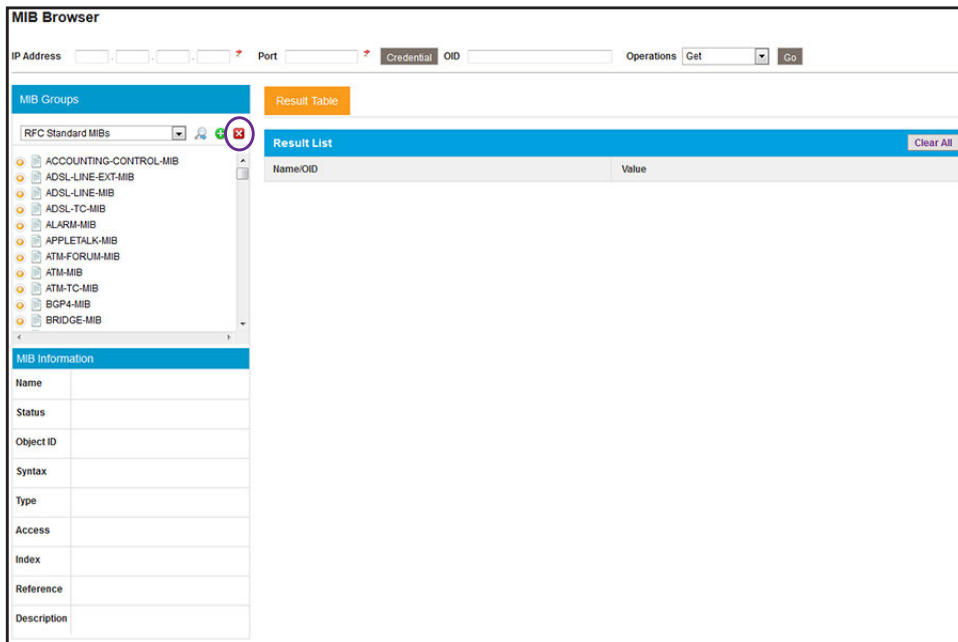 MIB Browser
IP Address . . . * Port * Credential OID Operations Get Go
MIB Groups
Result Table
RFC Standard MIBs
Result List Clear All
Name/OID Value
ACCOUNTING-CONTROL-MIB
ADSL-LINE-EXT-MIB
ADSL-LINE-MIB
ADSL-TC-MIB
ALARM-MIB
APPLETALK-MIB
ATM-FORUM-MIB
ATM-MIB
ATM-TC-MIB
BGP4-MIB
BRIDGE-MIB
MIB Information
Name
Status
Object ID
Syntax
Type
Access
Index
Reference
Description